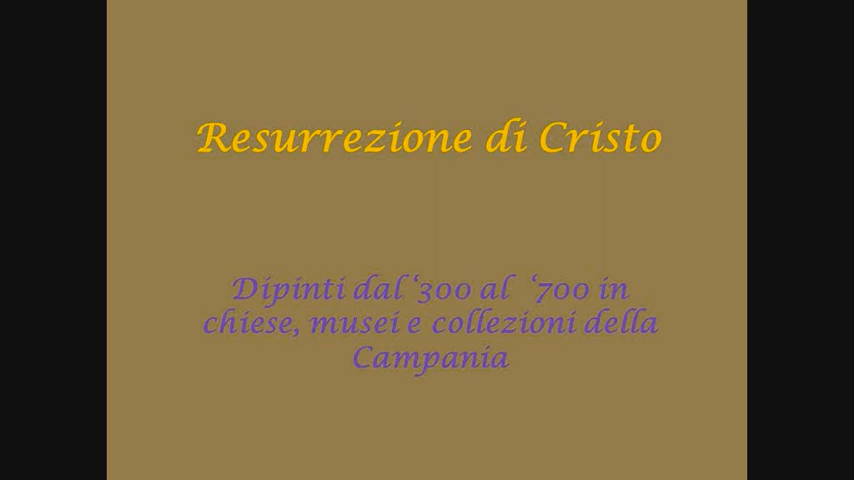 Resurrezione di Cristo
Dipinti dal ‘300 al ‘700 in
chiese, musei e collezioni della
Campania